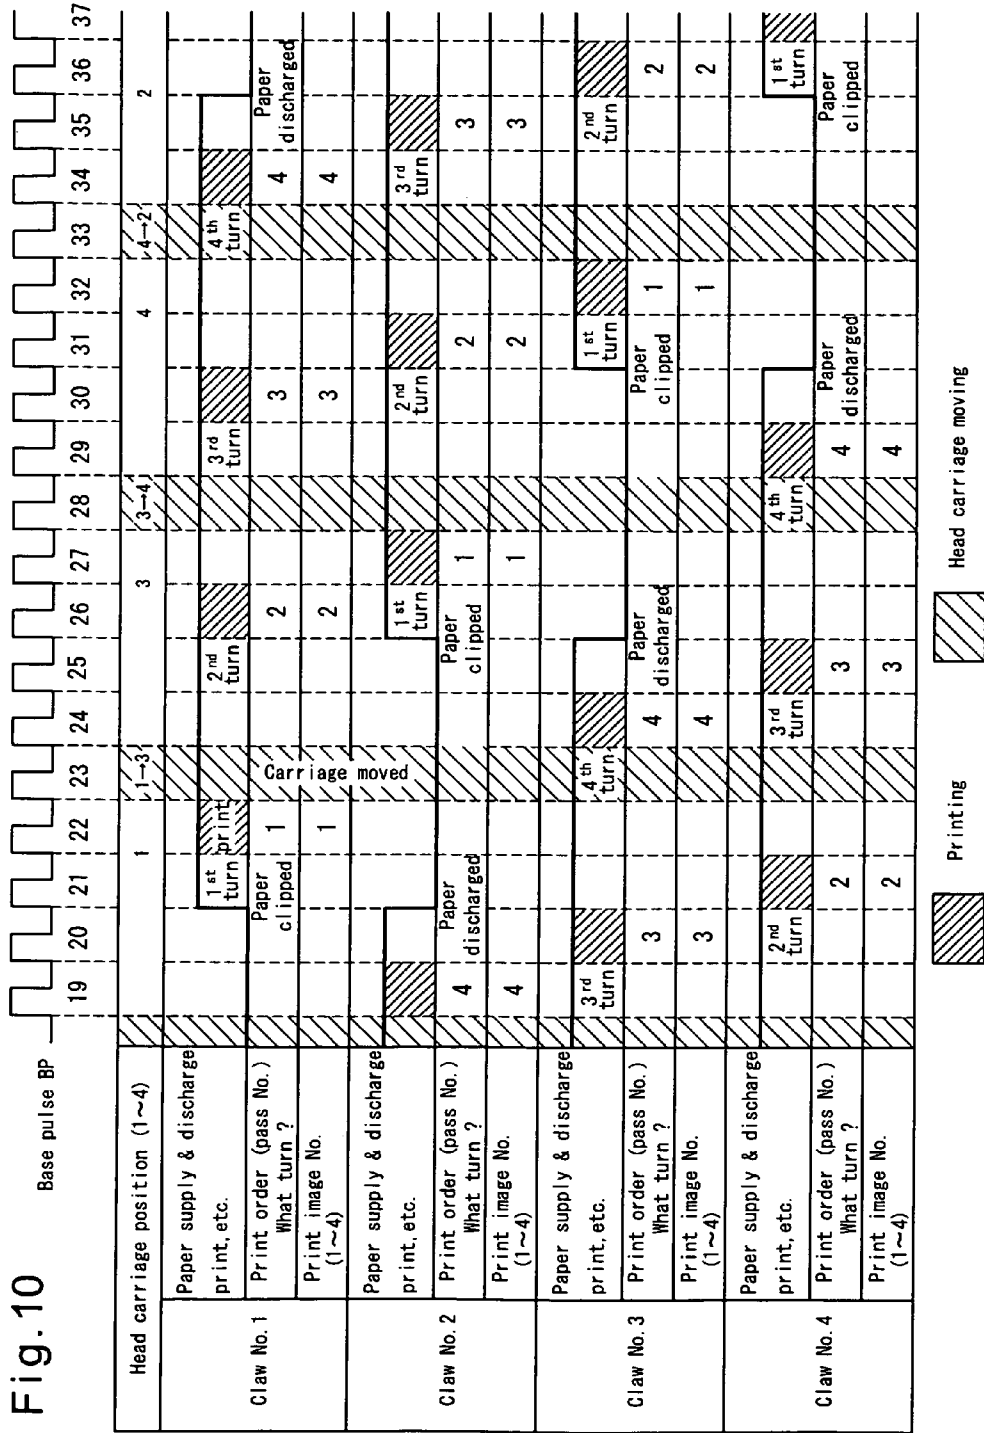 Fig. 10
Base pulse BP
19 20 21 22 23 24 25 26 27 28 29 30 31 32 33 34 35 36 37
Head carriage position (1~4)
1 1→3 3 3→4 4 4→2 2
Claw No. 1
Paper supply & discharge
print, etc.
1st turn
print
2nd turn
3rd turn
4th turn
Print order (pass No.)
What turn ?
Paper clipped
1
Carriage moved
2 3 4
Paper discharged
Print image No.
(1~4)
1 2 3 4
Claw No. 2
Paper supply & discharge
print, etc.
1st turn
2nd turn
3rd turn
Print order (pass No.)
What turn ?
4
Paper discharged
Paper clipped
1 2 3
Print image No.
(1~4)
4 1 2 3
Claw No. 3
Paper supply & discharge
print, etc.
3rd turn
4th turn
1st turn
2nd turn
Print order (pass No.)
What turn ?
3 4
Paper discharged
Paper clipped
1 2
Print image No.
(1~4)
3 4 1 2
Claw No. 4
Paper supply & discharge
print, etc.
2nd turn
3rd turn
4th turn
1st turn
Print order (pass No.)
What turn ?
2 3 4
Paper discharged
Paper clipped
Print image No.
(1~4)
2 3 4
Printing
Head carriage moving